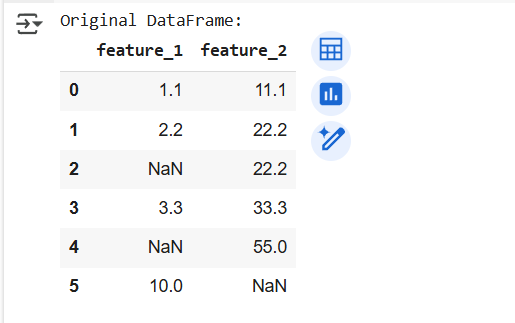 Original DataFrame:
feature_1 feature_2
0 1.1 11.1
1 2.2 22.2
2 NaN 22.2
3 3.3 33.3
4 NaN 55.0
5 10.0 NaN